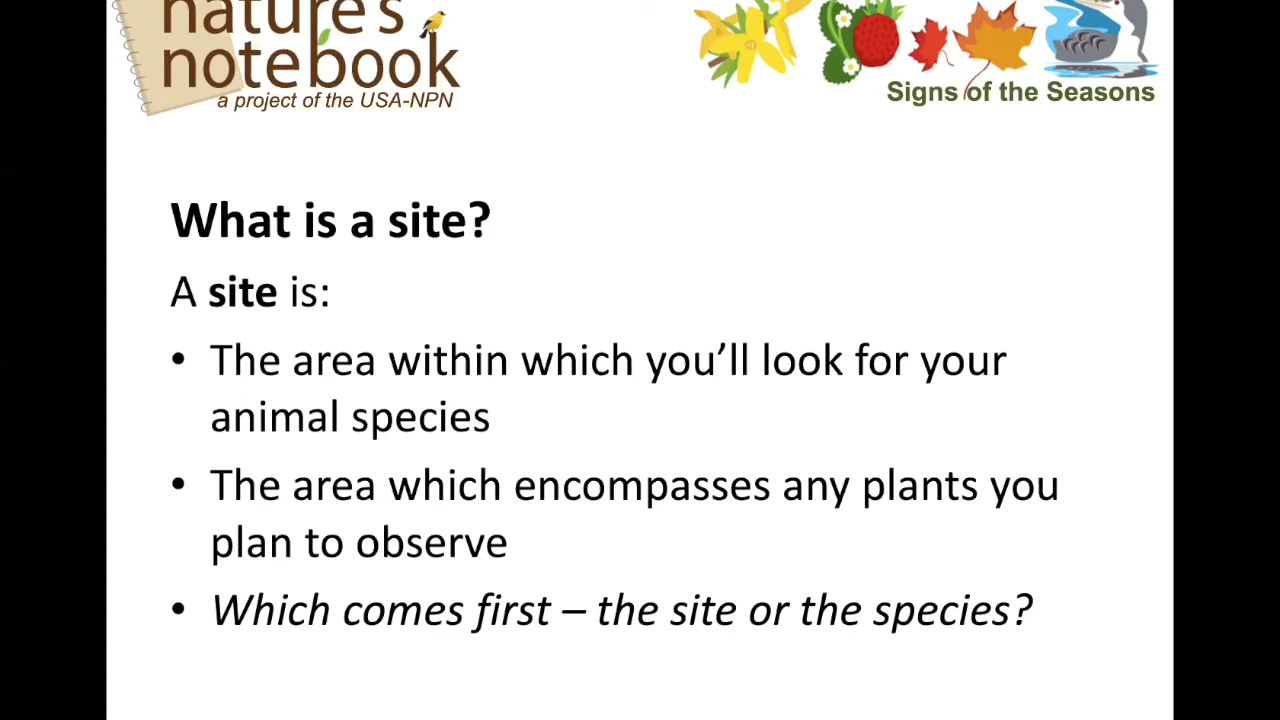 nature's
notebook
a project of the USA-NPN
Signs of the Seasons
What is a site?
A site is:
• The area within which you’ll look for your
animal species
• The area which encompasses any plants you
plan to observe
• Which comes first – the site or the species?